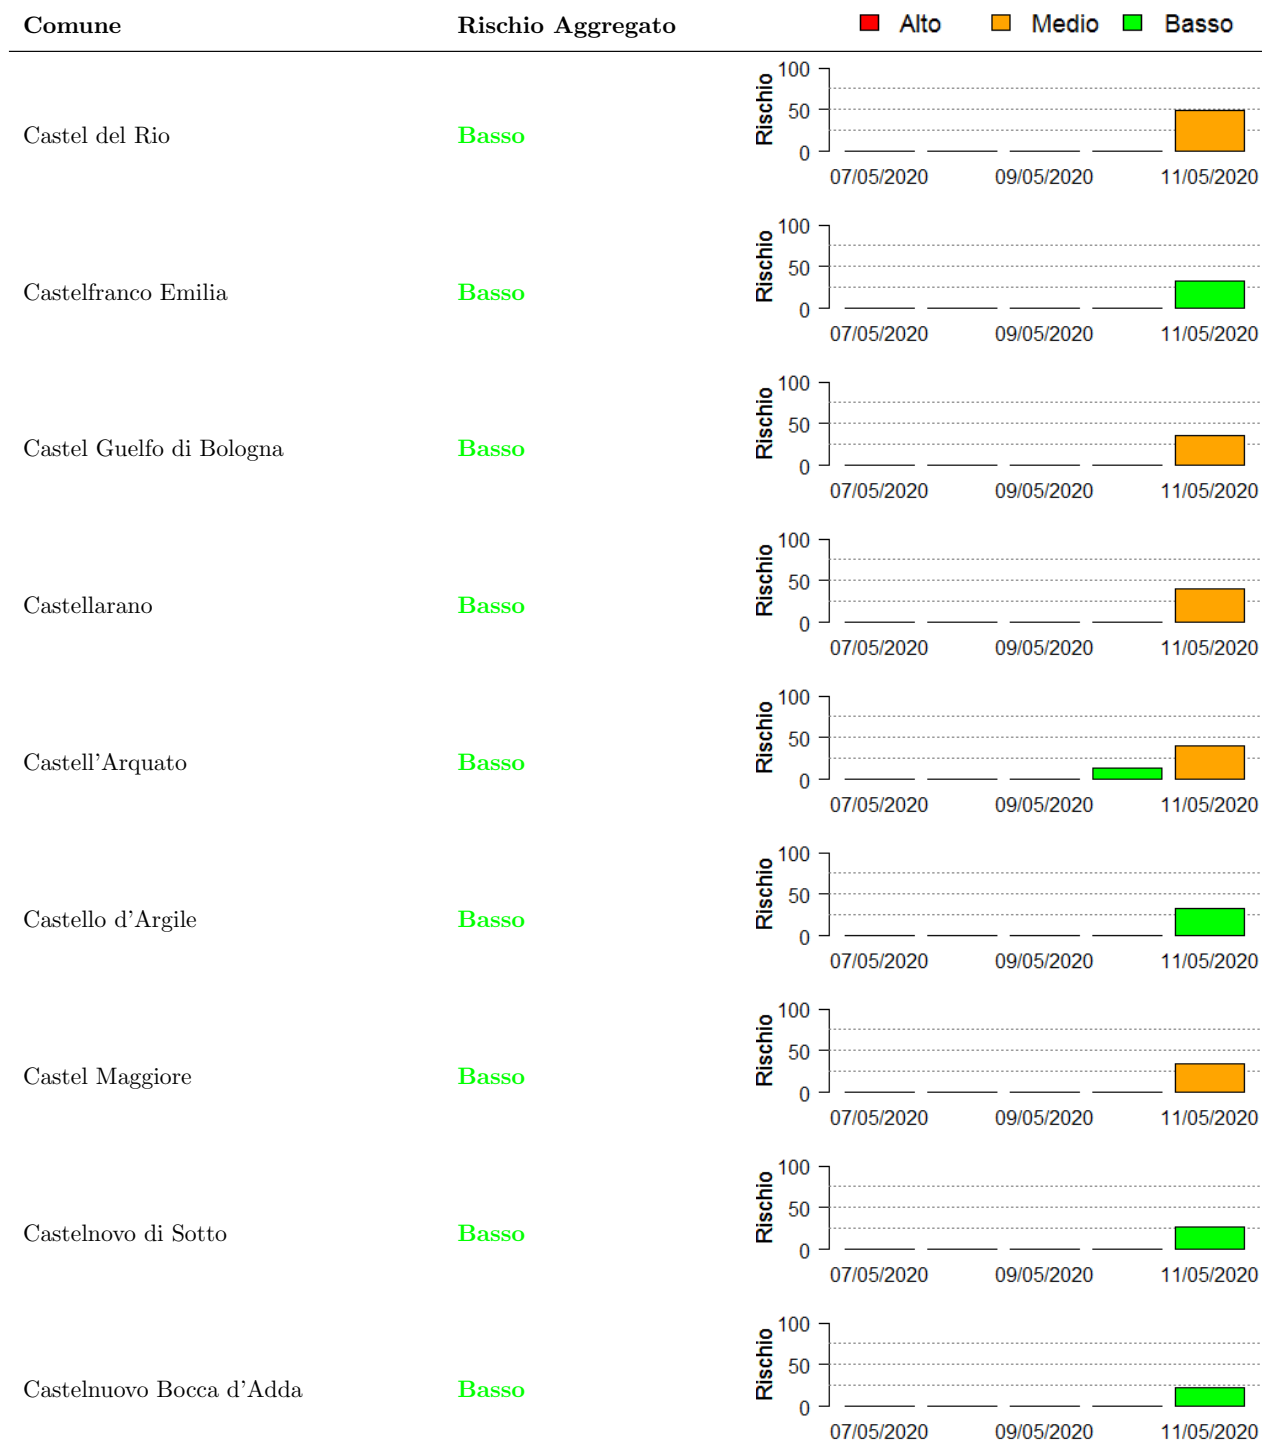 Comune Rischio Aggregato Alto Medio Basso
Castel del Rio Basso Rischio 100 50 0
07/05/2020 09/05/2020 11/05/2020
Castelfranco Emilia Basso Rischio 100 50 0
07/05/2020 09/05/2020 11/05/2020
Castel Guelfo di Bologna Basso Rischio 100 50 0
07/05/2020 09/05/2020 11/05/2020
Castellarano Basso Rischio 100 50 0
07/05/2020 09/05/2020 11/05/2020
Castell'Arquato Basso Rischio 100 50 0
07/05/2020 09/05/2020 11/05/2020
Castello d'Argile Basso Rischio 100 50 0
07/05/2020 09/05/2020 11/05/2020
Castel Maggiore Basso Rischio 100 50 0
07/05/2020 09/05/2020 11/05/2020
Castelnovo di Sotto Basso Rischio 100 50 0
07/05/2020 09/05/2020 11/05/2020
Castelnuovo Bocca d'Adda Basso Rischio 100 50 0
07/05/2020 09/05/2020 11/05/2020